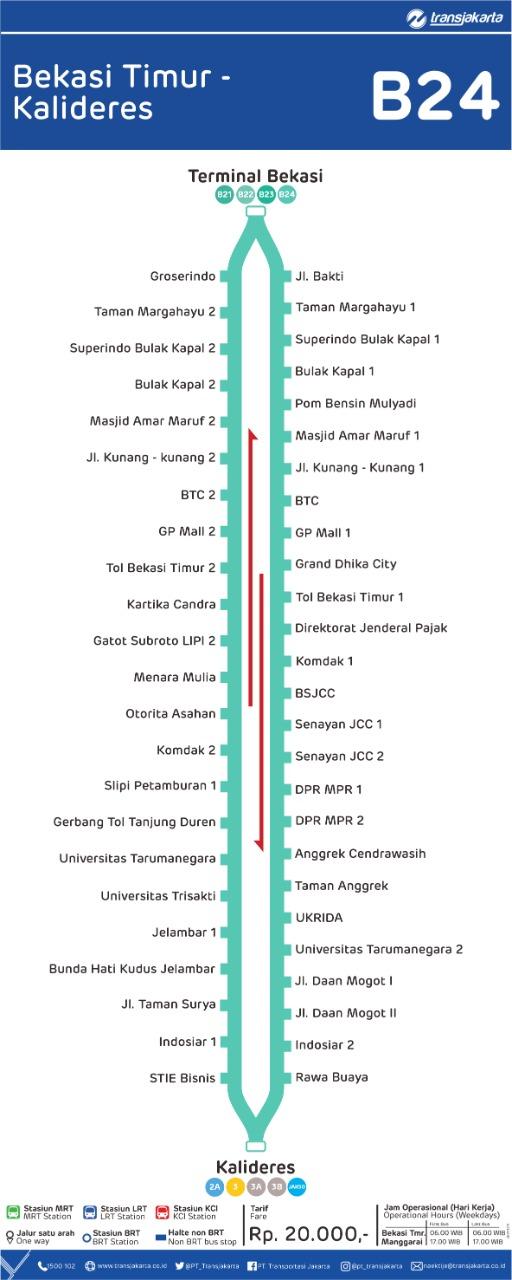 transjakarta
Bekasi Timur -
Kalideres
B24
Terminal Bekasi
B21 B22 B23 B24
Groserindo
Taman Margahayu 2
Superindo Bulak Kapal 2
Bulak Kapal 2
Masjid Amar Maruf 2
Jl. Kunang - kunang 2
BTC 2
GP Mall 2
Tol Bekasi Timur 2
Kartika Candra
Gatot Subroto LIPI 2
Menara Mulia
Otorita Asahan
Komdak 2
Slipi Petamburan 1
Gerbang Tol Tanjung Duren
Universitas Tarumanegara
Universitas Trisakti
Jelambar 1
Bunda Hati Kudus Jelambar
Jl. Taman Surya
Indosiar 1
STIE Bisnis
Jl. Bakti
Taman Margahayu 1
Superindo Bulak Kapal 1
Bulak Kapal 1
Pom Bensin Mulyadi
Masjid Amar Maruf 1
Jl. Kunang - Kunang 1
BTC
GP Mall 1
Grand Dhika City
Tol Bekasi Timur 1
Direktorat Jenderal Pajak
Komdak 1
BSJCC
Senayan JCC 1
Senayan JCC 2
DPR MPR 1
DPR MPR 2
Anggrek Cendrawasih
Taman Anggrek
UKRIDA
Universitas Tarumanegara 2
Jl. Daan Mogot I
Jl. Daan Mogot II
Indosiar 2
Rawa Buaya
Kalideres
2A 3 3A 3B
Stasiun MRT
MRT Station
Stasiun LRT
LRT Station
Stasiun KCI
KCI Station
Jalur satu arah
One way
Stasiun BRT
BRT Station
Halte non BRT
Non BRT bus stop
Tarif
Fare
Rp. 20.000,-
Jam Operasional (Hari Kerja)
Operational Hours (Weekdays)
First Bus Last Bus
Bekasi Tmr. 06.00 WIB 06.00 WIB
Manggarai 17.00 WIB 17.00 WIB
1500 102
www.transjakarta.co.id
@PT_Transjakarta
PT Transportasi Jakarta
@pt_transjakarta
naektije@transjakarta.co.id